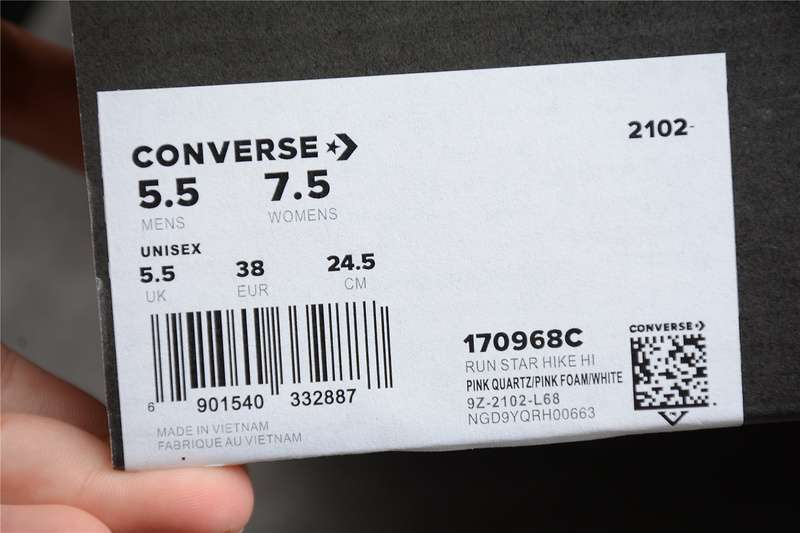 CONVERSE
2102-
5.5 7.5
MENS WOMENS
UNISEX
5.5 38 24.5
UK EUR CM
6 901540 332887
MADE IN VIETNAM
FABRIQUE AU VIETNAM
170968C
RUN STAR HIKE HI
PINK QUARTZ/PINK FOAM/WHITE
9Z-2102-L68
NGD9YQRH00663
CONVERSE